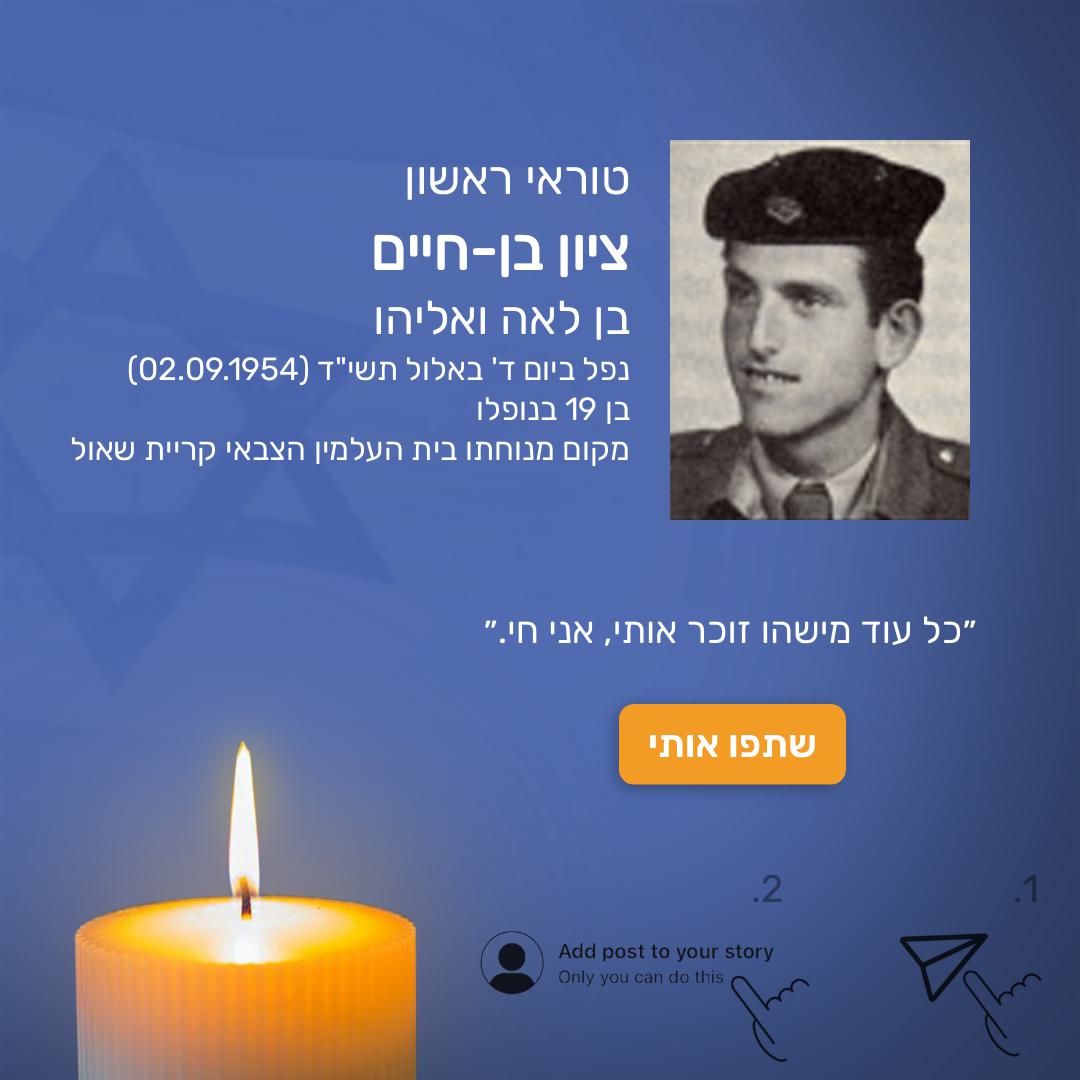 טוראי ראשון
ציון בן-חיים
בן לאה ואליהו
נפל ביום ד' באלול תשי"ד (02.09.1954)
בן 19 בנופלו
מקום מנוחתו בית העלמין הצבאי קריית שאול
״כל עוד מישהו זוכר אותי, אני חי.״
שתפו אותי
1.
2.
Add post to your story
Only you can do this